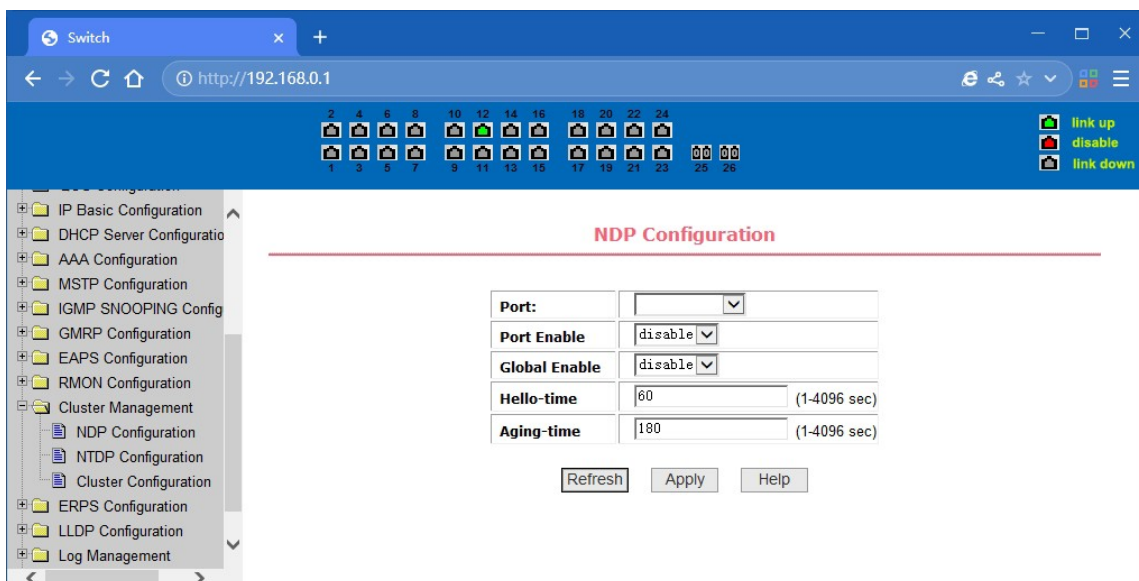 Switch
http://192.168.0.1
2 4 6 8 10 12 14 16 18 20 22 24
1 3 5 7 9 11 13 15 17 19 21 23 25 26
link up
disable
link down
IP Basic Configuration
DHCP Server Configuratio
AAA Configuration
MSTP Configuration
IGMP SNOOPING Config
GMRP Configuration
EAPS Configuration
RMON Configuration
Cluster Management
NDP Configuration
NTDP Configuration
Cluster Configuration
ERPS Configuration
LLDP Configuration
Log Management
NDP Configuration
Port:
Port Enable disable
Global Enable disable
Hello-time 60 (1-4096 sec)
Aging-time 180 (1-4096 sec)
Refresh Apply Help